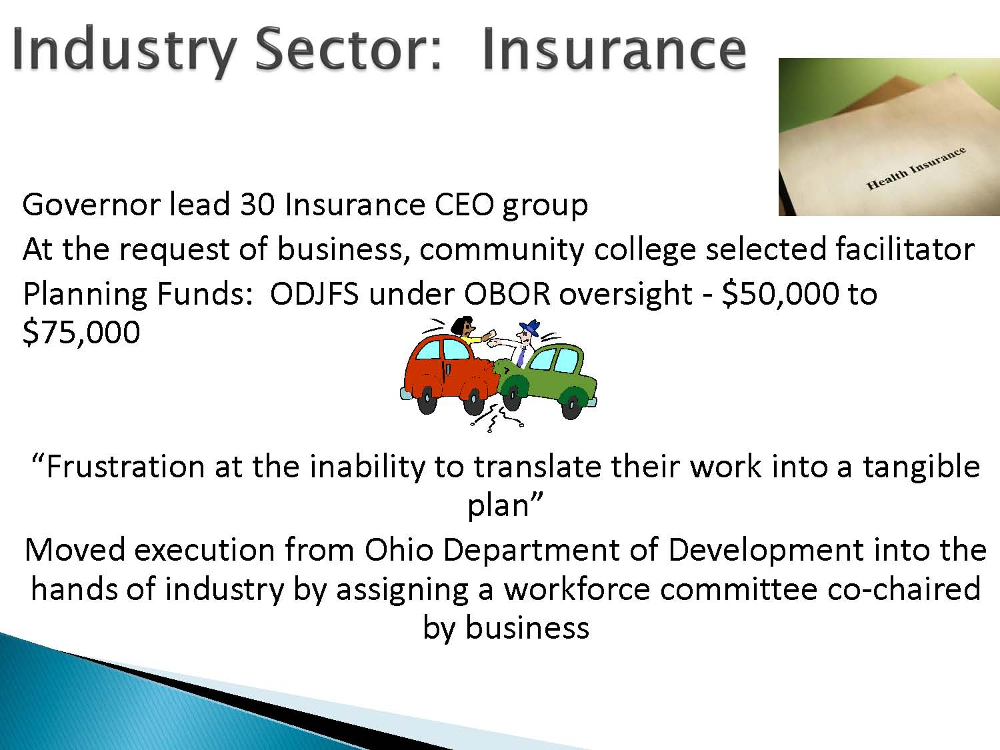 Industry Sector:  Insurance
Health Insurance
Governor lead 30 Insurance CEO group
At the request of business, community college selected facilitator
Planning Funds:  ODJFS under OBOR oversight - $50,000 to
$75,000
“Frustration at the inability to translate their work into a tangible
plan”
Moved execution from Ohio Department of Development into the
hands of industry by assigning a workforce committee co-chaired
by business